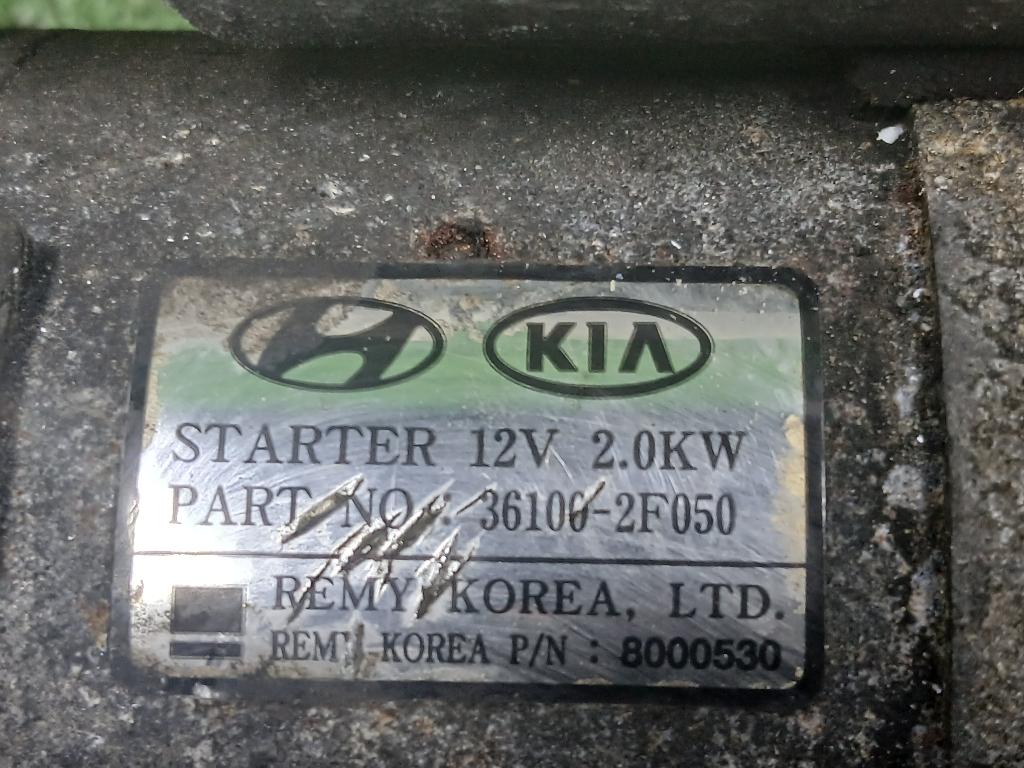 KIA
STARTER 12V 2.0KW
PART NO : 36100-2F050
REMY KOREA, LTD.
REMY KOREA P/N : 8000530